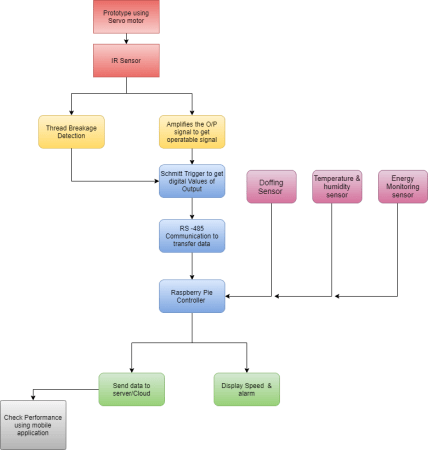 Prototype using
Servo motor
IR Sensor
Thread Breakage
Detection
Amplifies the O/P
signal to get
operatable signal
Schmitt Trigger to get
digital Values of
Output
Doffing
Sensor
Temperature &
humidity
sensor
Energy
Monitoring
sensor
RS -485
Communication to
transfer data
Raspberry Pie
Controller
Send data to
server/Cloud
Display Speed &
alarm
Check Performance
using mobile
application